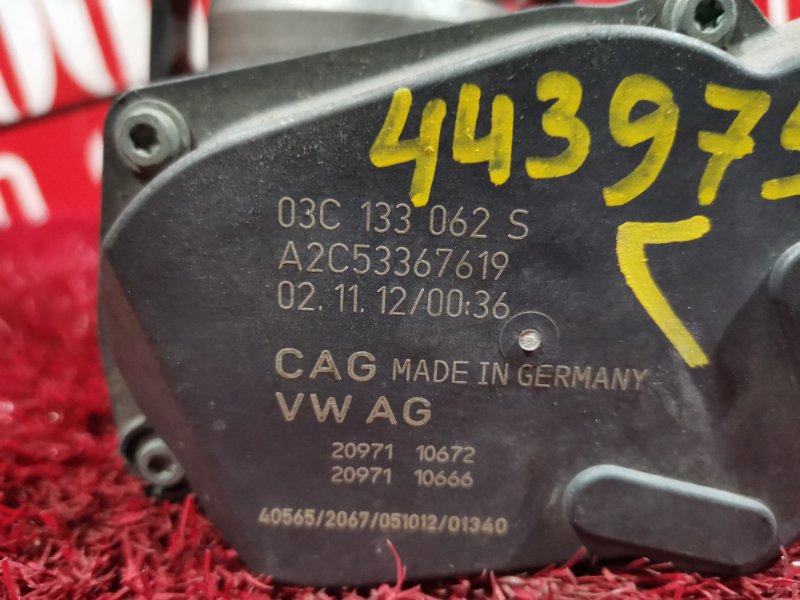 443975
Г
03C 133 062 S
A2C53367619
02.11.12/00:36
CAG MADE IN GERMANY
VW AG
20971 10672
20971 10666
40565/2067/051012/01340